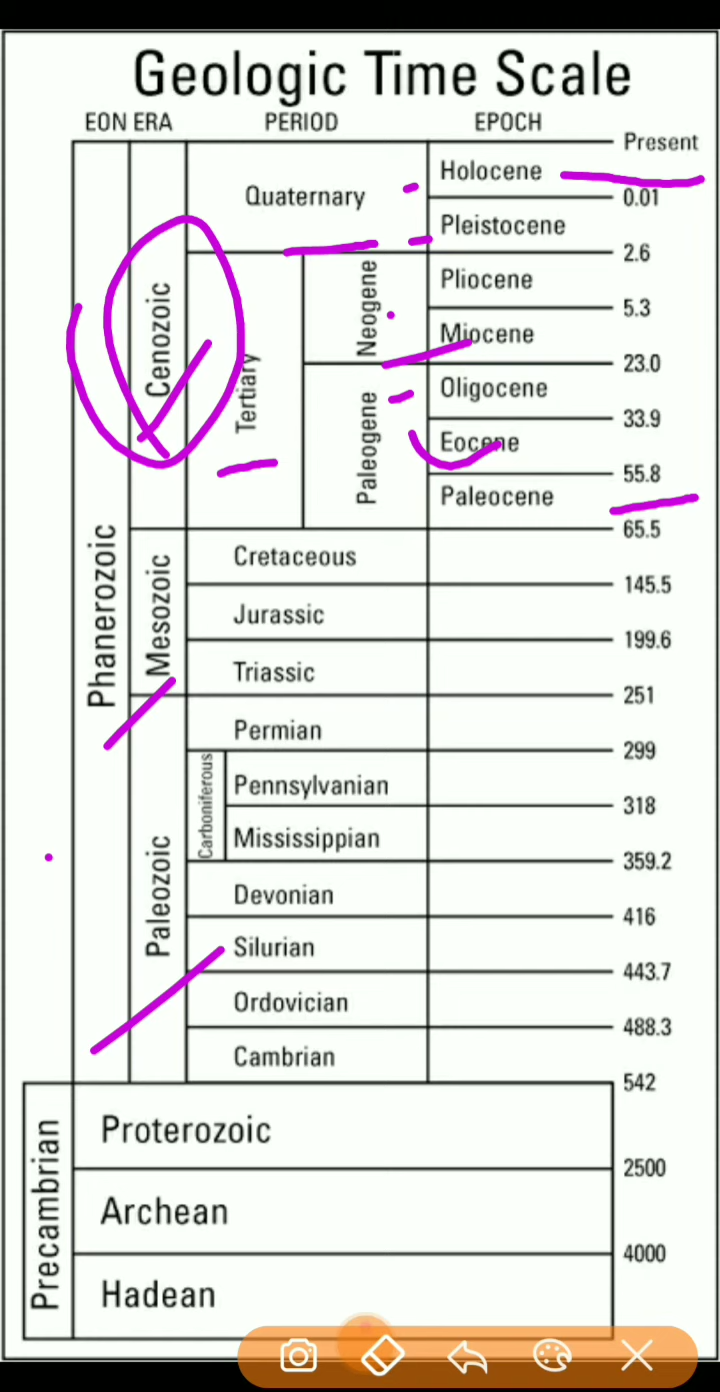 Geologic Time Scale
EON ERA PERIOD EPOCH
Present
Holocene
Quaternary
0.01
Pleistocene
2.6
Pliocene
Neogene
5.3
Cenozoic
Miocene
Tertiary
23.0
Oligocene
33.9
Paleogene
Eocene
55.8
Paleocene
65.5
Phanerozoic
Cretaceous
145.5
Mesozoic
Jurassic
199.6
Triassic
251
Permian
299
Carboniferous
Pennsylvanian
318
Mississippian
359.2
Paleozoic
Devonian
416
Silurian
443.7
Ordovician
488.3
Cambrian
542
Precambrian
Proterozoic
2500
Archean
4000
Hadean